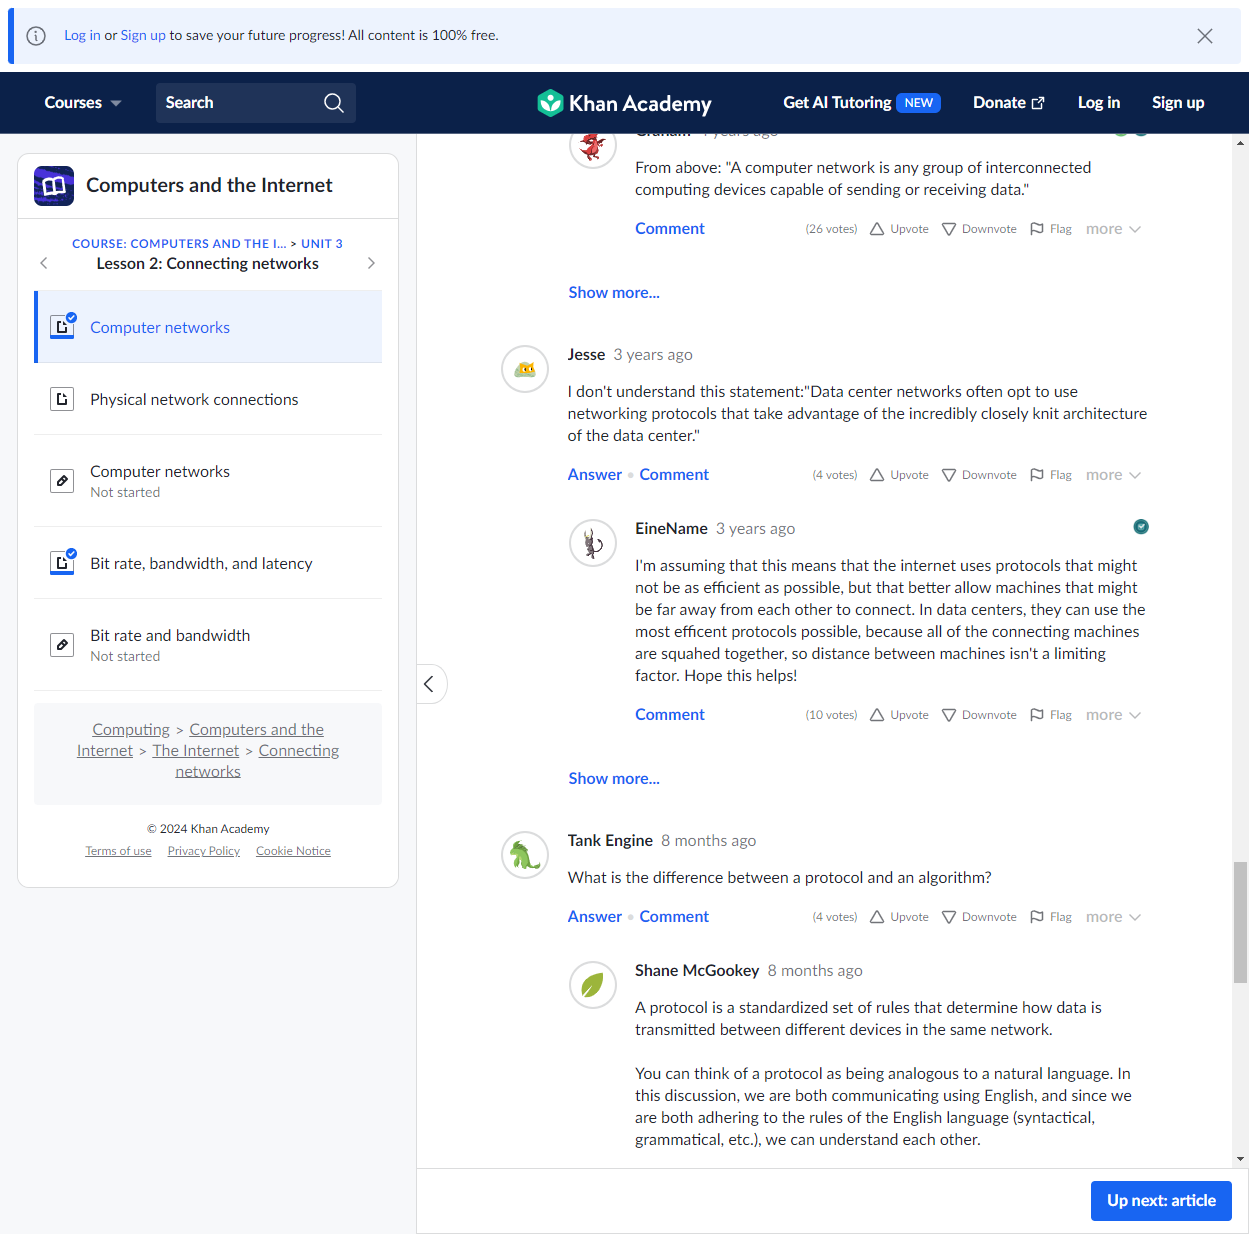 Log in or Sign up to save your future progress! All content is 100% free.
Courses
Search
Khan Academy
Get AI Tutoring NEW
Donate
Log in
Sign up
Computers and the Internet
COURSE: COMPUTERS AND THE I... > UNIT 3
Lesson 2: Connecting networks
Computer networks
Physical network connections
Computer networks
Not started
Bit rate, bandwidth, and latency
Bit rate and bandwidth
Not started
Computing > Computers and the
Internet > The Internet > Connecting
networks
© 2024 Khan Academy
Terms of use Privacy Policy Cookie Notice
Graham 4 years ago
From above: "A computer network is any group of interconnected
computing devices capable of sending or receiving data."
Comment (26 votes) Upvote Downvote Flag more
Show more...
Jesse 3 years ago
I don't understand this statement:"Data center networks often opt to use
networking protocols that take advantage of the incredibly closely knit architecture
of the data center."
Answer • Comment (4 votes) Upvote Downvote Flag more
EineName 3 years ago
I'm assuming that this means that the internet uses protocols that might
not be as efficient as possible, but that better allow machines that might
be far away from each other to connect. In data centers, they can use the
most efficent protocols possible, because all of the connecting machines
are squahed together, so distance between machines isn't a limiting
factor. Hope this helps!
Comment (10 votes) Upvote Downvote Flag more
Show more...
Tank Engine 8 months ago
What is the difference between a protocol and an algorithm?
Answer • Comment (4 votes) Upvote Downvote Flag more
Shane McGookey 8 months ago
A protocol is a standardized set of rules that determine how data is
transmitted between different devices in the same network.
You can think of a protocol as being analogous to a natural language. In
this discussion, we are both communicating using English, and since we
are both adhering to the rules of the English language (syntactical,
grammatical, etc.), we can understand each other.
Up next: article